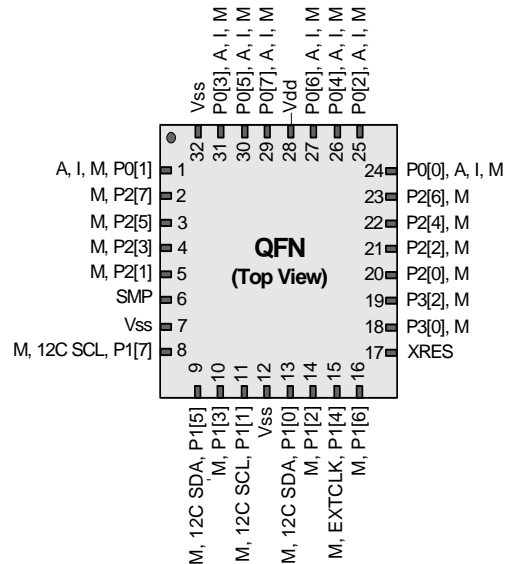 Vss
P0[3], A, I, M
P0[5], A, I, M
P0[7], A, I, M
Vdd
P0[6], A, I, M
P0[4], A, I, M
P0[2], A, I, M
32
31
30
29
28
27
26
25
A, I, M, P0[1] 1
M, P2[7] 2
M, P2[5] 3
M, P2[3] 4
M, P2[1] 5
SMP 6
Vss 7
M, 12C SCL, P1[7] 8
QFN
(Top View)
24 P0[0], A, I, M
23 P2[6], M
22 P2[4], M
21 P2[2], M
20 P2[0], M
19 P3[2], M
18 P3[0], M
17 XRES
9
10
11
12
13
14
15
16
M, 12C SDA, P1[5]
M, P1[3]
M, 12C SCL, P1[1]
Vss
M, 12C SDA, P1[0]
M, P1[2]
M, EXTCLK, P1[4]
M, P1[6]